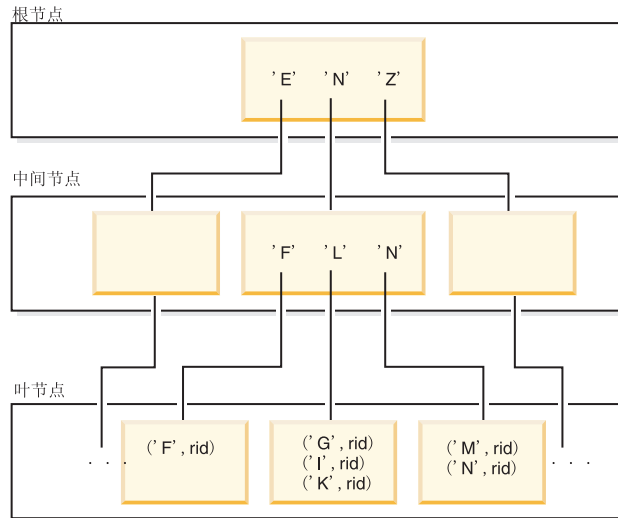 根节点
'E' 'N' 'Z'
中间节点
'F' 'L' 'N'
叶节点
· · · ('F', rid) ('G', rid) ('M', rid) · · ·
('I', rid) ('N', rid)
('K', rid)